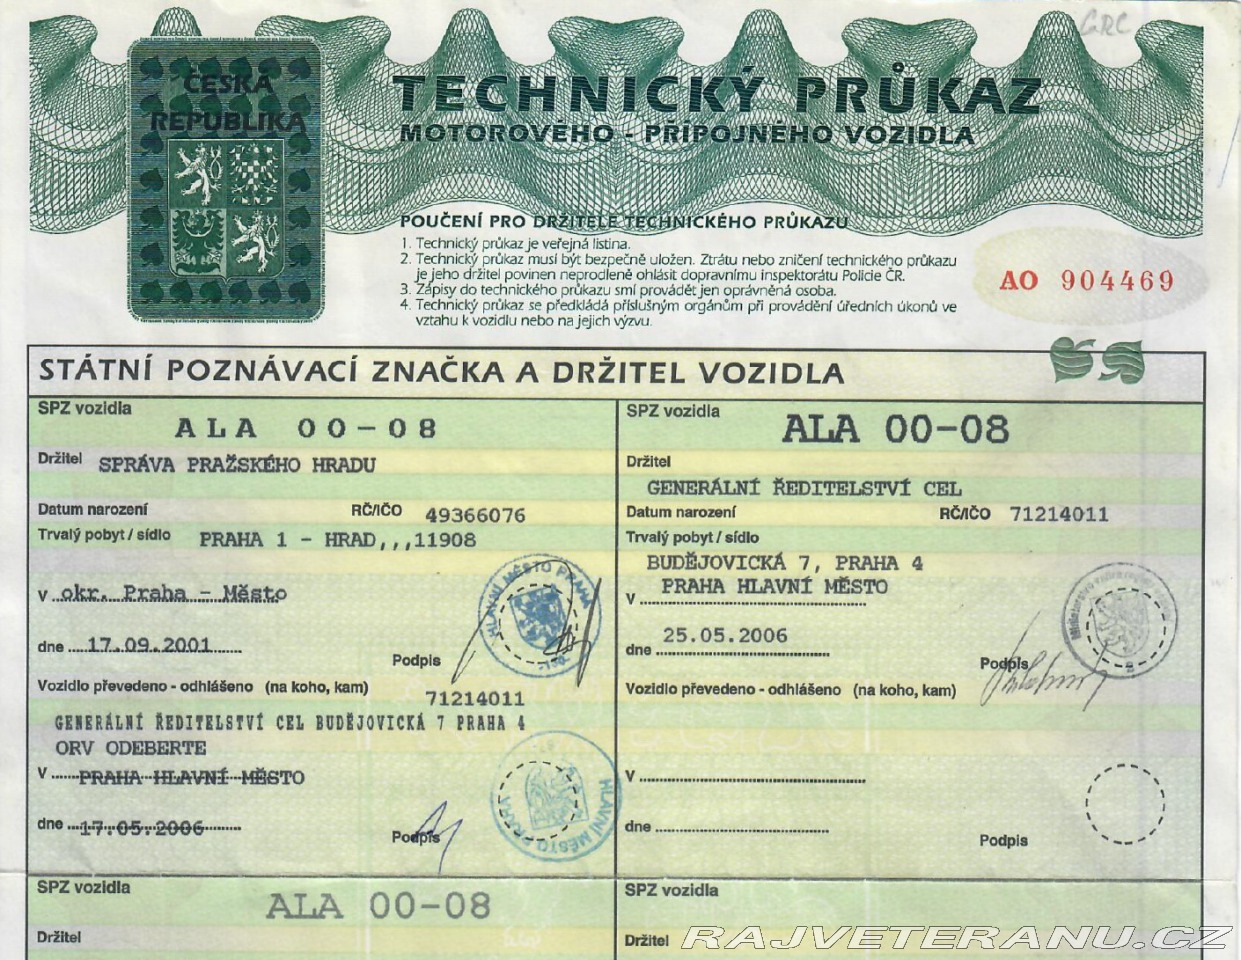 GRC
ČESKÁ
REPUBLIKA
TECHNICKÝ PRŮKAZ
MOTOROVÉHO - PŘÍPOJNÉHO VOZIDLA
POUČENÍ PRO DRŽITELE TECHNICKÉHO PRŮKAZU
1. Technický průkaz je veřejná listina.
2. Technický průkaz musí být bezpečně uložen. Ztrátu nebo zničení technického průkazu
je jeho držitel povinen neprodleně ohlásit dopravnímu inspektorátu Policie ČR.
3. Zápisy do technického průkazu smí provádět jen oprávněná osoba.
4. Technický průkaz se předkládá příslušným orgánům při provádění úředních úkonů ve
vztahu k vozidlu nebo na jejich výzvu.
AO 904469
STÁTNÍ POZNÁVACÍ ZNAČKA A DRŽITEL VOZIDLA
SPZ vozidla
ALA 00-08
Držitel SPRÁVA PRAŽSKÉHO HRADU
Datum narození RČ/IČO 49366076
Trvalý pobyt / sídlo PRAHA 1 - HRAD,,,11908
v okr. Praha - Město
dne 17.09.2001
Podpis
HLAVNÍ MĚSTO PRAHA
Vozidlo převedeno - odhlášeno (na koho, kam)
71214011
GENERÁLNÍ ŘEDITELSTVÍ CEL BUDĚJOVICKÁ 7 PRAHA 4
ORV ODEBERTE
v PRAHA HLAVNÍ MĚSTO
dne 17.05.2006
Podpis
HLAVNÍ MĚSTO PRAHA
SPZ vozidla
ALA 00-08
Držitel
GENERÁLNÍ ŘEDITELSTVÍ CEL
Datum narození RČ/IČO 71214011
Trvalý pobyt / sídlo
BUDĚJOVICKÁ 7, PRAHA 4
v PRAHA HLAVNÍ MĚSTO
dne 25.05.2006
Podpis
Vozidlo převedeno - odhlášeno (na koho, kam)
v
dne
Podpis
SPZ vozidla
ALA 00-08
Držitel
SPZ vozidla
Držitel
RAJVETERANU.CZ